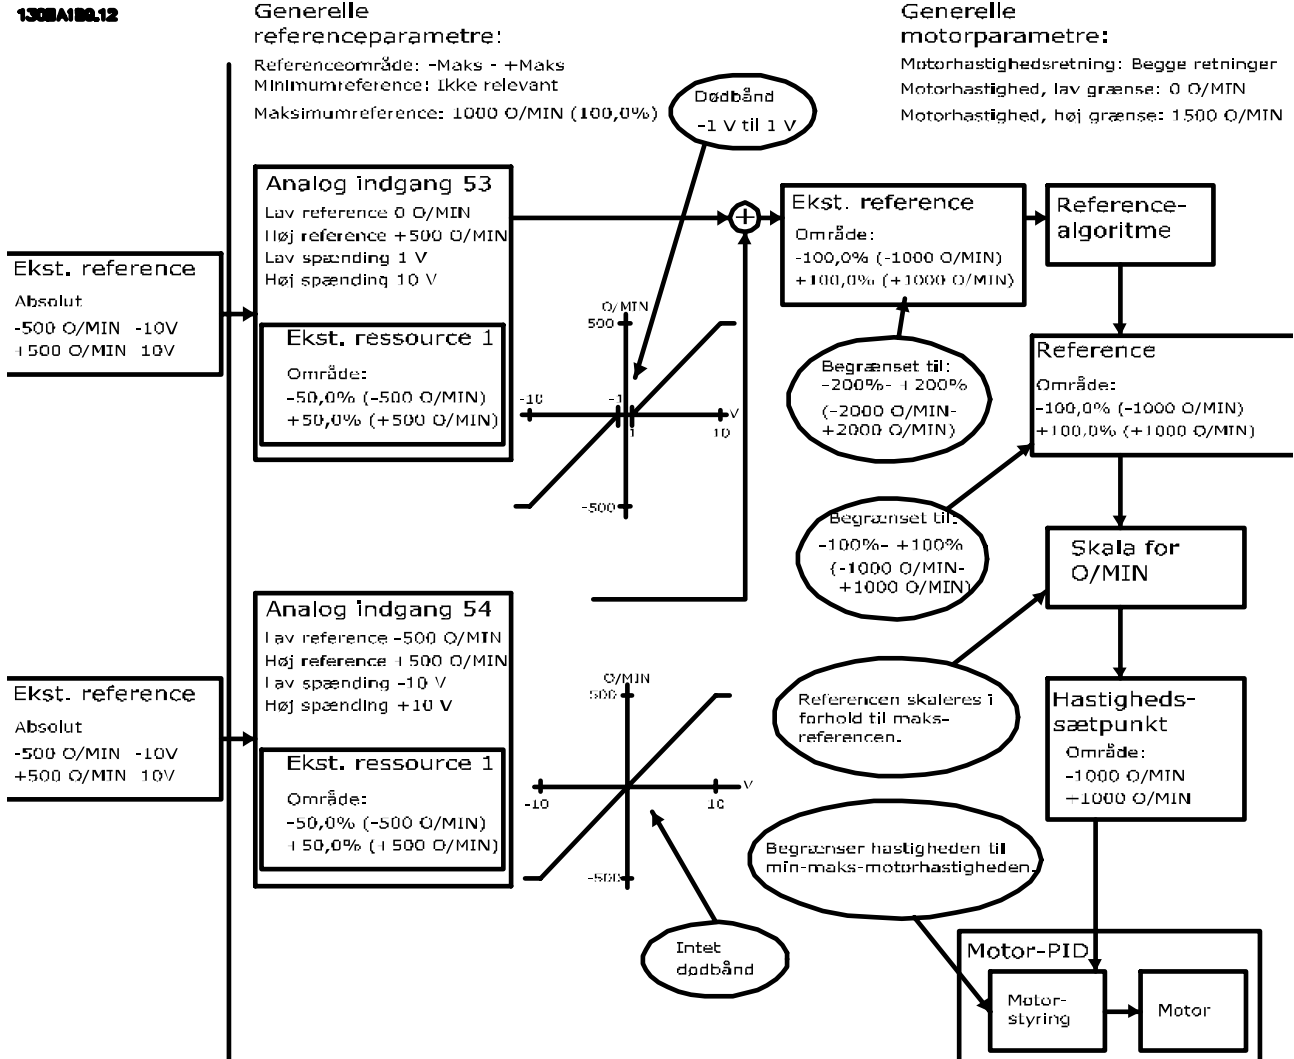 130BA188.12
Generelle
referenceparametre:
Referenceområde: -Maks - +Maks
Minimumreference: Ikke relevant
Maksimumreference: 1000 O/MIN (100,0%)
Generelle
motorparametre:
Motorhastighedsretning: Begge retninger
Motorhastighed, lav grænse: 0 O/MIN
Motorhastighed, høj grænse: 1500 O/MIN
Dødbånd
-1 V til 1 V
Ekst. reference
Absolut
-500 O/MIN -10V
+500 O/MIN 10V
Analog indgang 53
Lav reference 0 O/MIN
Høj reference +500 O/MIN
Lav spænding 1 V
Høj spænding 10 V
Ekst. ressource 1
Område:
-50,0% (-500 O/MIN)
+50,0% (+500 O/MIN)
O/MIN
500
-10
-1
1
10
V
-500
Ekst. reference
Område:
-100,0% (-1000 O/MIN)
+100,0% (+1000 O/MIN)
Reference-
algoritme
Begrænset til:
-200%- +200%
(-2000 O/MIN-
+2000 O/MIN)
Reference
Område:
-100,0% (-1000 O/MIN)
+100,0% (+1000 O/MIN)
Begrænset til:
-100%- +100%
(-1000 O/MIN-
+1000 O/MIN)
Skala for
O/MIN
Ekst. reference
Absolut
-500 O/MIN -10V
+500 O/MIN 10V
Analog indgang 54
Lav reference -500 O/MIN
Høj reference +500 O/MIN
Lav spænding -10 V
Høj spænding +10 V
Ekst. ressource 1
Område:
-50,0% (-500 O/MIN)
+50,0% (+500 O/MIN)
O/MIN
500
-10
10
V
-500
Referencen skaleres i
forhold til maks-
referencen.
Hastigheds-
sætpunkt
Område:
-1000 O/MIN
+1000 O/MIN
Begrænser hastigheden til
min-maks-motorhastigheden.
Intet
dødbånd
Motor-PID
Motor-
styring
Motor